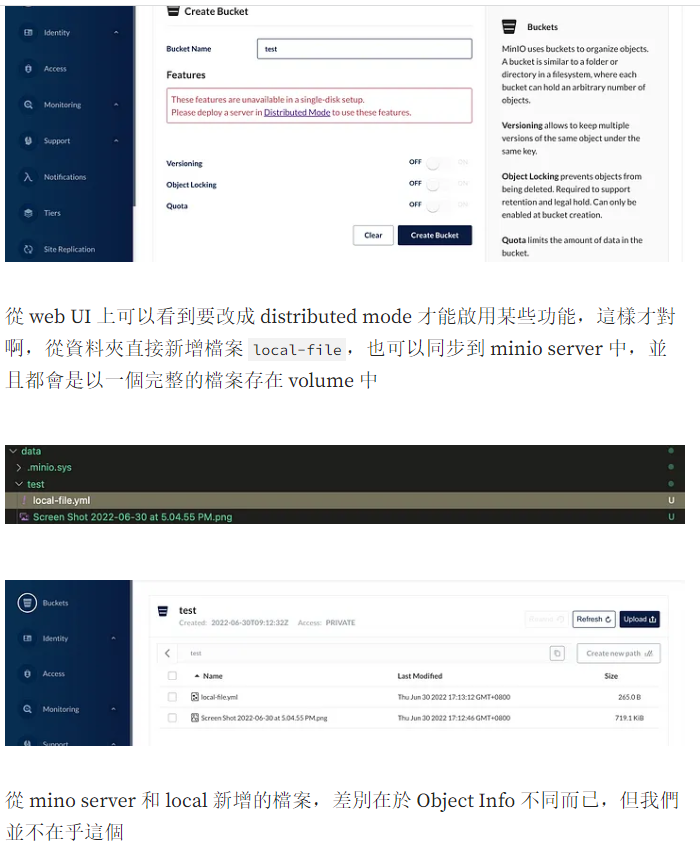 Create Bucket
Identity
Access
Monitoring
Support
Notifications
Tiers
Site Replication
Bucket Name
test
Features
These features are unavailable in a single-disk setup.
Please deploy a server in Distributed Mode to use these features.
Versioning
OFF
Object Locking
OFF
Quota
OFF
Clear
Create Bucket
Buckets
MinIO uses buckets to organize objects.
A bucket is similar to a folder or
directory in a filesystem, where each
bucket can hold an arbitrary number of
objects.
Versioning allows to keep multiple
versions of the same object under the
same key.
Object Locking prevents objects from
being deleted. Required to support
retention and legal hold. Can only be
enabled at bucket creation.
Quota limits the amount of data in the
bucket.
從 web UI 上可以看到要改成 distributed mode 才能啟用某些功能，這樣才對
啊，從資料夾直接新增檔案 local-file，也可以同步到 minio server 中，並
且都會是以一個完整的檔案存在 volume 中
data
.minio.sys
test
! local-file.yml U
Screen Shot 2022-06-30 at 5.04.55 PM.png U
Buckets
Identity
Access
Monitoring
Support
test
Created: 2022-06-30T09:12:32Z Access: PRIVATE
Refresh
Upload
test
Create new path
Name Last Modified Size
local-file.yml Thu Jun 30 2022 17:13:12 GMT+0800 265.0 B
Screen Shot 2022-06-30 at 5.04.55 PM.png Thu Jun 30 2022 17:12:46 GMT+0800 719.1 KiB
從 mino server 和 local 新增的檔案，差別在於 Object Info 不同而已，但我們
並不在乎這個